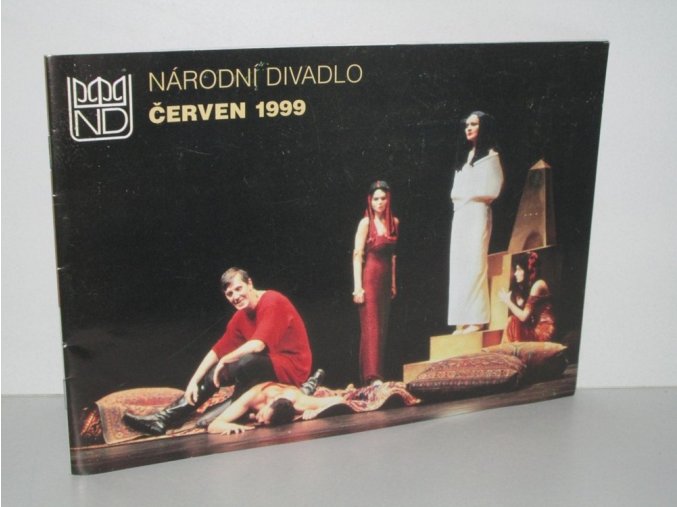 NÁRODNÍ DIVADLO
ČERVEN 1999
ND